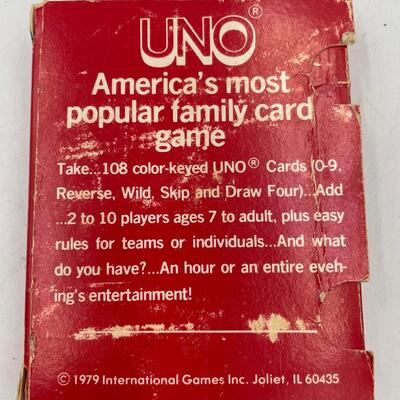 UNO®
America's most
popular family card
game
Take...108 color-keyed UNO® Cards (0-9,
Reverse, Wild, Skip and Draw Four)...Add
...2 to 10 players ages 7 to adult, plus easy
rules for teams or individuals...And what
do you have?...An hour or an entire even-
ing's entertainment!
© 1979 International Games Inc. Joliet, IL 60435